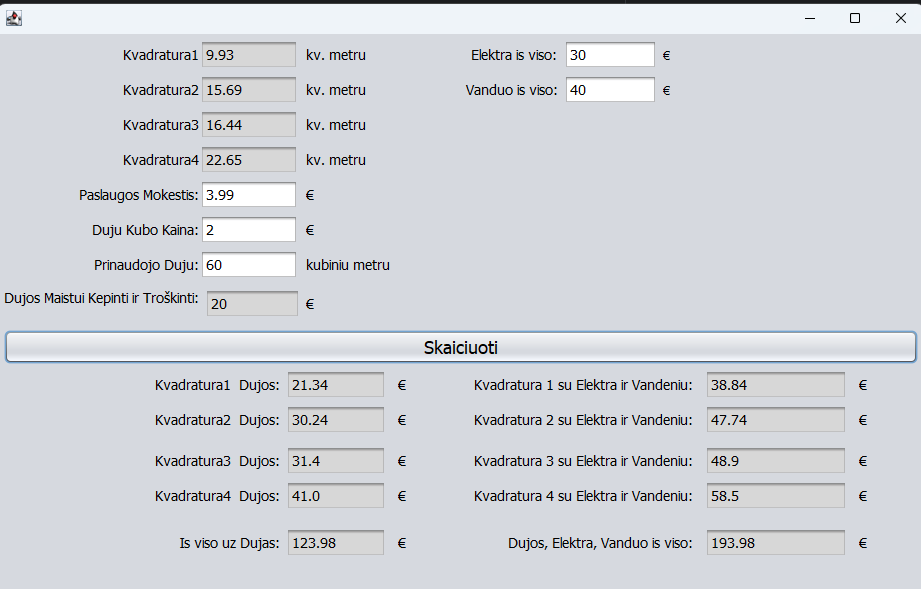 Kvadratura1 9.93 kv. metru Elektra is viso: 30 €
Kvadratura2 15.69 kv. metru Vanduo is viso: 40 €
Kvadratura3 16.44 kv. metru
Kvadratura4 22.65 kv. metru
Paslaugos Mokestis: 3.99 €
Duju Kubo Kaina: 2 €
Prinaudojo Duju: 60 kubiniu metru
Dujos Maistui Kepinti ir Troškinti: 20 €
Skaiciuoti
Kvadratura1 Dujos: 21.34 € Kvadratura 1 su Elektra ir Vandeniu: 38.84 €
Kvadratura2 Dujos: 30.24 € Kvadratura 2 su Elektra ir Vandeniu: 47.74 €
Kvadratura3 Dujos: 31.4 € Kvadratura 3 su Elektra ir Vandeniu: 48.9 €
Kvadratura4 Dujos: 41.0 € Kvadratura 4 su Elektra ir Vandeniu: 58.5 €
Is viso uz Dujas: 123.98 € Dujos, Elektra, Vanduo is viso: 193.98 €